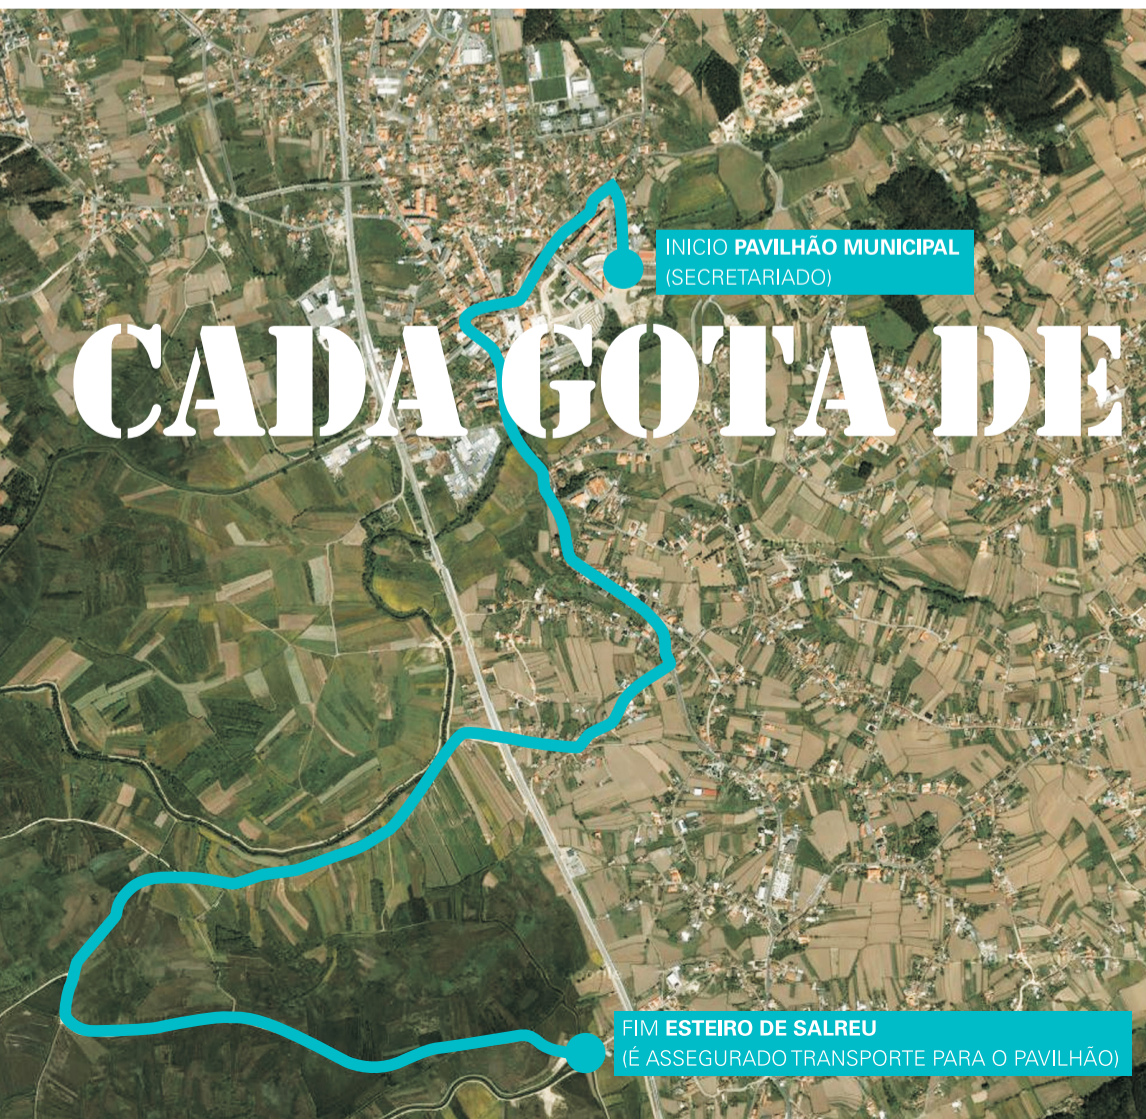 INICIO PAVILHÃO MUNICIPAL
(SECRETARIADO)
CADA GOTA DE
FIM ESTEIRO DE SALREU
(É ASSEGURADO TRANSPORTE PARA O PAVILHÃO)